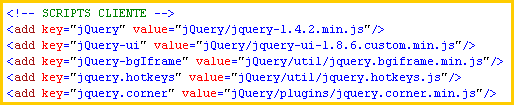 <!-- SCRIPTS CLIENTE -->
<add key="jQuery" value="jQuery/jquery-1.4.2.min.js"/>
<add key="jQuery-ui" value="jQuery/jquery-ui-1.8.6.custom.min.js"/>
<add key="jQuery-bgIframe" value="jQuery/util/jquery.bgiframe.min.js"/>
<add key="jquery.hotkeys" value="jQuery/util/jquery.hotkeys.js"/>
<add key="jquery.corner" value="jQuery/plugins/jquery.corner.min.js"/>